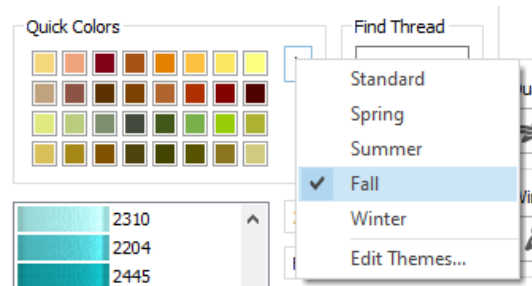 Quick Colors
Find Thread
Standard
Spring
Summer
Fall
Winter
Edit Themes...
2310
2204
2445